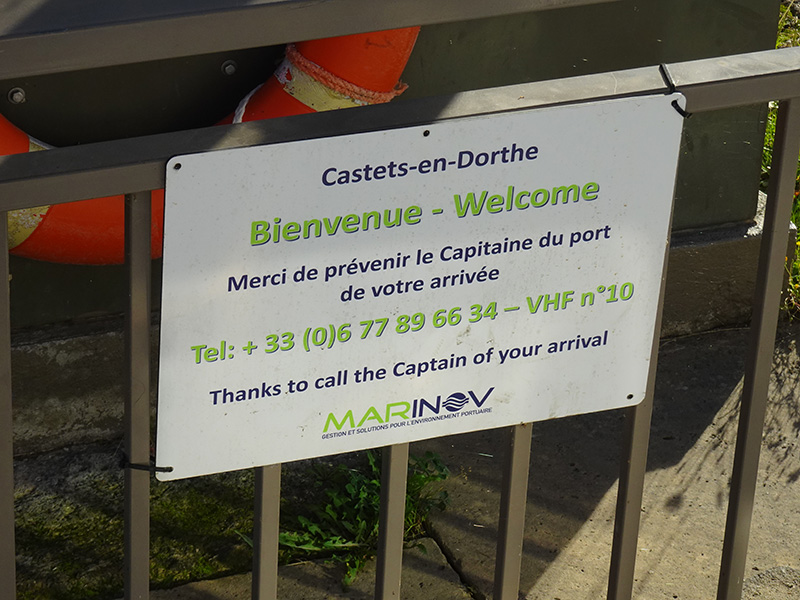 Castets-en-Dorthe
Bienvenue - Welcome
Merci de prévenir le Capitaine du port
de votre arrivée
Tel: + 33 (0)6 77 89 66 34 – VHF n°10
Thanks to call the Captain of your arrival
MARINOV
GESTION ET SOLUTIONS POUR L'ENVIRONNEMENT PORTUAIRE